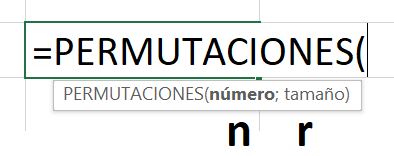 =PERMUTACIONES(
PERMUTACIONES(número; tamaño)
n r